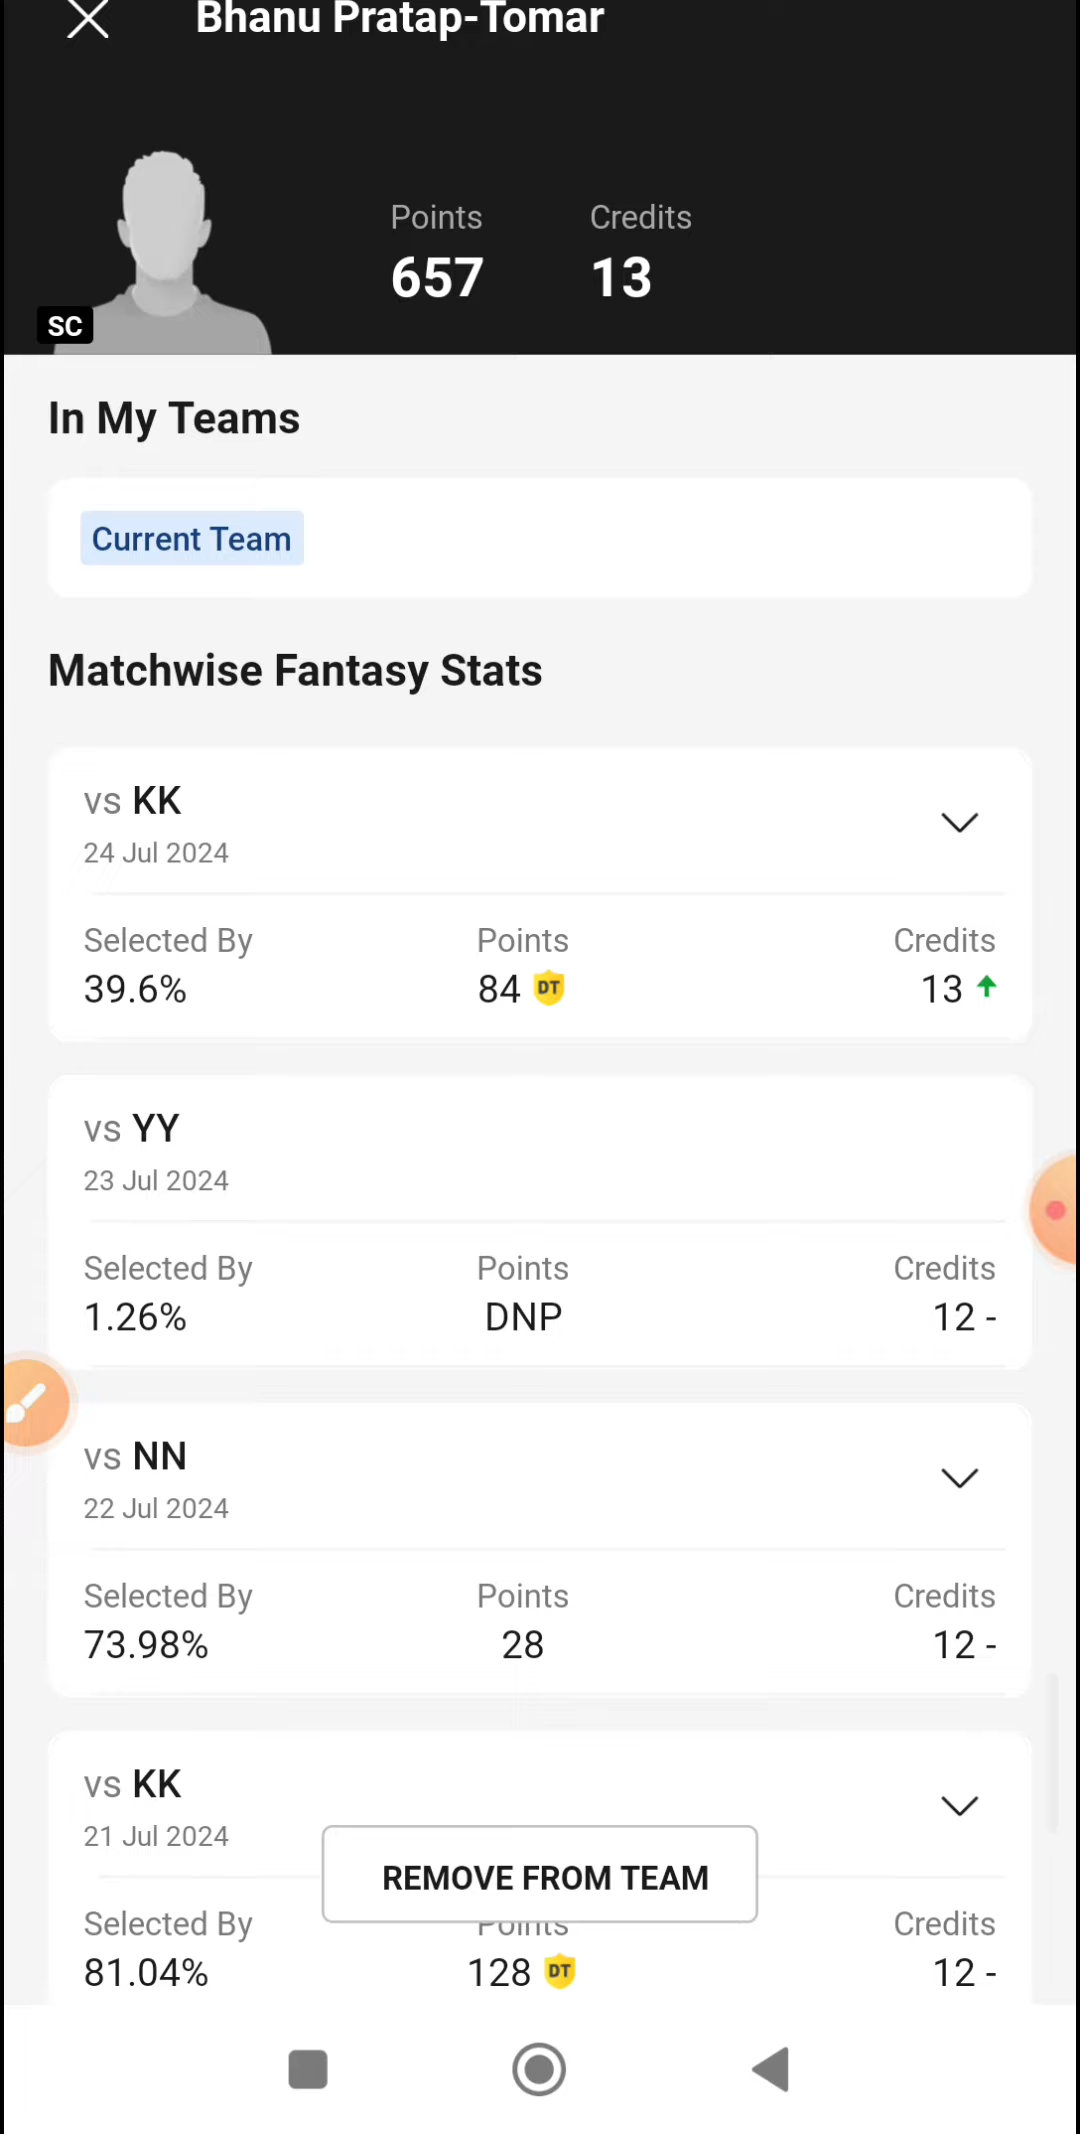 Bhanu Pratap-Tomar
Points Credits
657 13
SC
In My Teams
Current Team
Matchwise Fantasy Stats
vs KK
24 Jul 2024
Selected By Points Credits
39.6% 84 DT 13
vs YY
23 Jul 2024
Selected By Points Credits
1.26% DNP 12 -
vs NN
22 Jul 2024
Selected By Points Credits
73.98% 28 12 -
vs KK
21 Jul 2024
REMOVE FROM TEAM
Selected By Points Credits
81.04% 128 DT 12 -